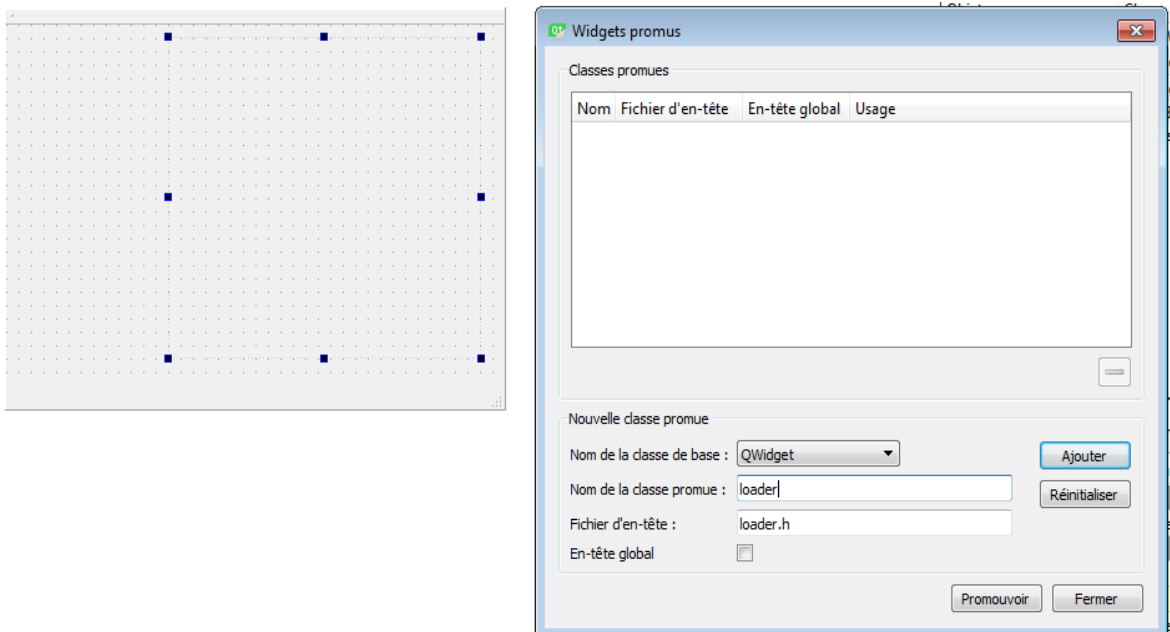 Widgets promus
Classes promues
Nom Fichier d'en-tête En-tête global Usage
Nouvelle classe promue
Nom de la classe de base : QWidget
Ajouter
Nom de la classe promue : loader
Réinitialiser
Fichier d'en-tête : loader.h
En-tête global
Promouvoir Fermer